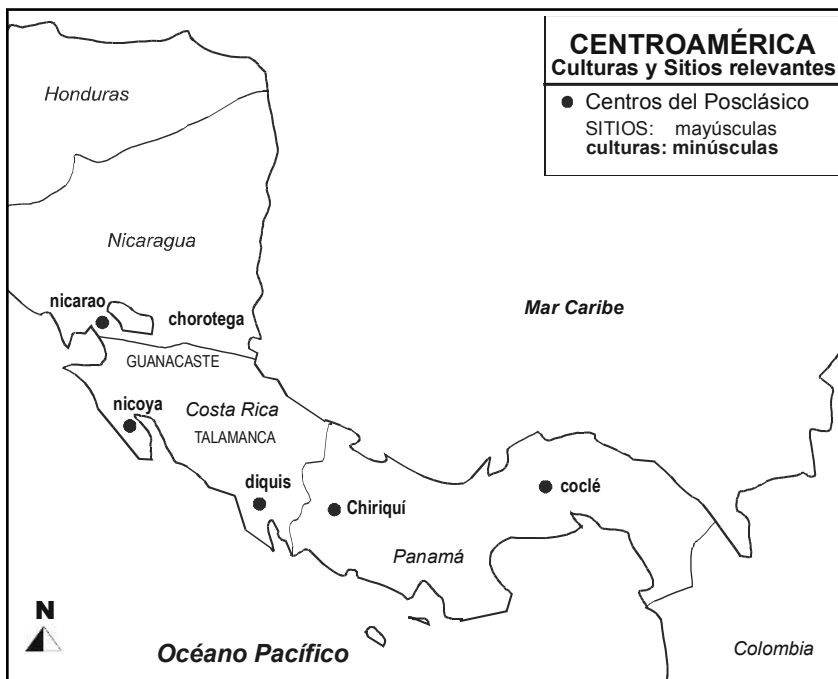 CENTROAMÉRICA
Culturas y Sitios relevantes
● Centros del Posclásico
SITIOS: mayúsculas
culturas: minúsculas
Honduras
Nicaragua
nicarao
chorotega
Mar Caribe
GUANACASTE
nicoya
Costa Rica
TALAMANCA
diquis
Chiriquí
coclé
Panamá
N
Océano Pacífico
Colombia